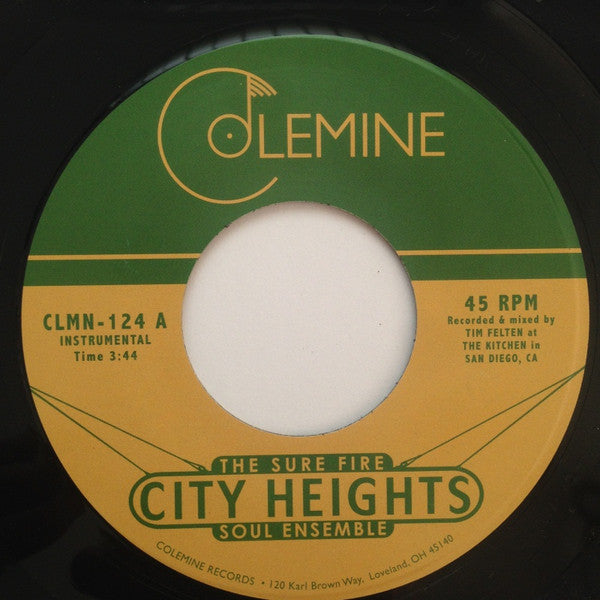 COLEMINE
CLMN-124 A
INSTRUMENTAL
Time 3:44
45 RPM
Recorded & mixed by
TIM FELTEN at
THE KITCHEN in
SAN DIEGO, CA
THE SURE FIRE
CITY HEIGHTS
SOUL ENSEMBLE
COLEMINE RECORDS • 120 Karl Brown Way, Loveland, OH 45140